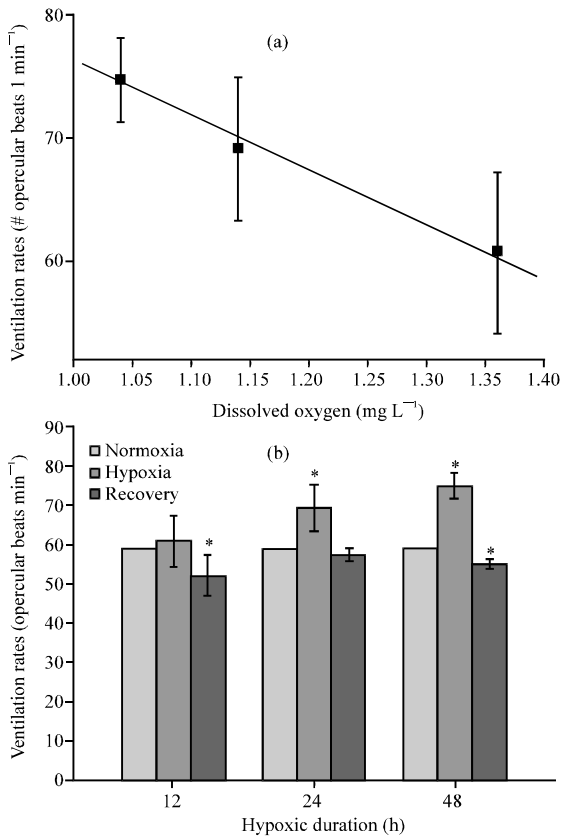 (a)
Ventilation rates (# opercular beats 1 min⁻¹)
80
70
60
1.00 1.05 1.10 1.15 1.20 1.25 1.30 1.35 1.40
Dissolved oxygen (mg L⁻¹)
(b)
Ventilation rates (opercular beats min⁻¹)
90
80
70
60
50
40
30
20
10
0
Normoxia
Hypoxia
Recovery
* * * *
12 24 48
Hypoxic duration (h)